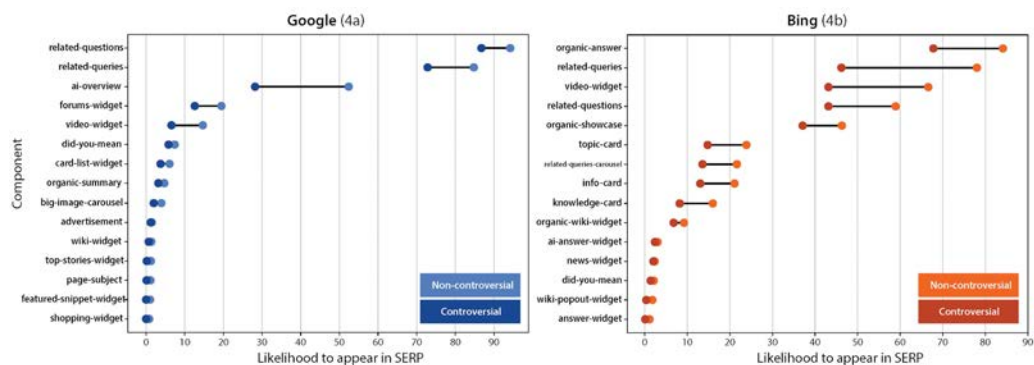 Google (4a)
Component
related-questions
related-queries
ai-overview
forums-widget
video-widget
did-you-mean
card-list-widget
organic-summary
big-image-carousel
advertisement
wiki-widget
top-stories-widget
page-subject
featured-snippet-widget
shopping-widget
Non-controversial
Controversial
0 10 20 30 40 50 60 70 80 90
Likelihood to appear in SERP
Bing (4b)
organic-answer
related-queries
video-widget
related-questions
organic-showcase
topic-card
related-queries-carousel
info-card
knowledge-card
organic-wiki-widget
ai-answer-widget
news-widget
did-you-mean
wiki-popout-widget
answer-widget
Non-controversial
Controversial
0 10 20 30 40 50 60 70 80 90
Likelihood to appear in SERP